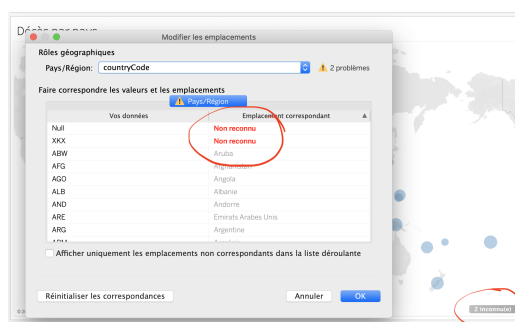 Décès par pays
Modifier les emplacements
Rôles géographiques
Pays/Région: countryCode 2 problèmes
Faire correspondre les valeurs et les emplacements
Pays/Région
Vos données Emplacement correspondant
Null Non reconnu
XKX Non reconnu
ABW Aruba
AFG Afghanistan
AGO Angola
ALB Albanie
AND Andorre
ARE Emirats Arabes Unis
ARG Argentine
Afficher uniquement les emplacements non correspondants dans la liste déroulante
Réinitialiser les correspondances Annuler OK
2 inconnu(e)